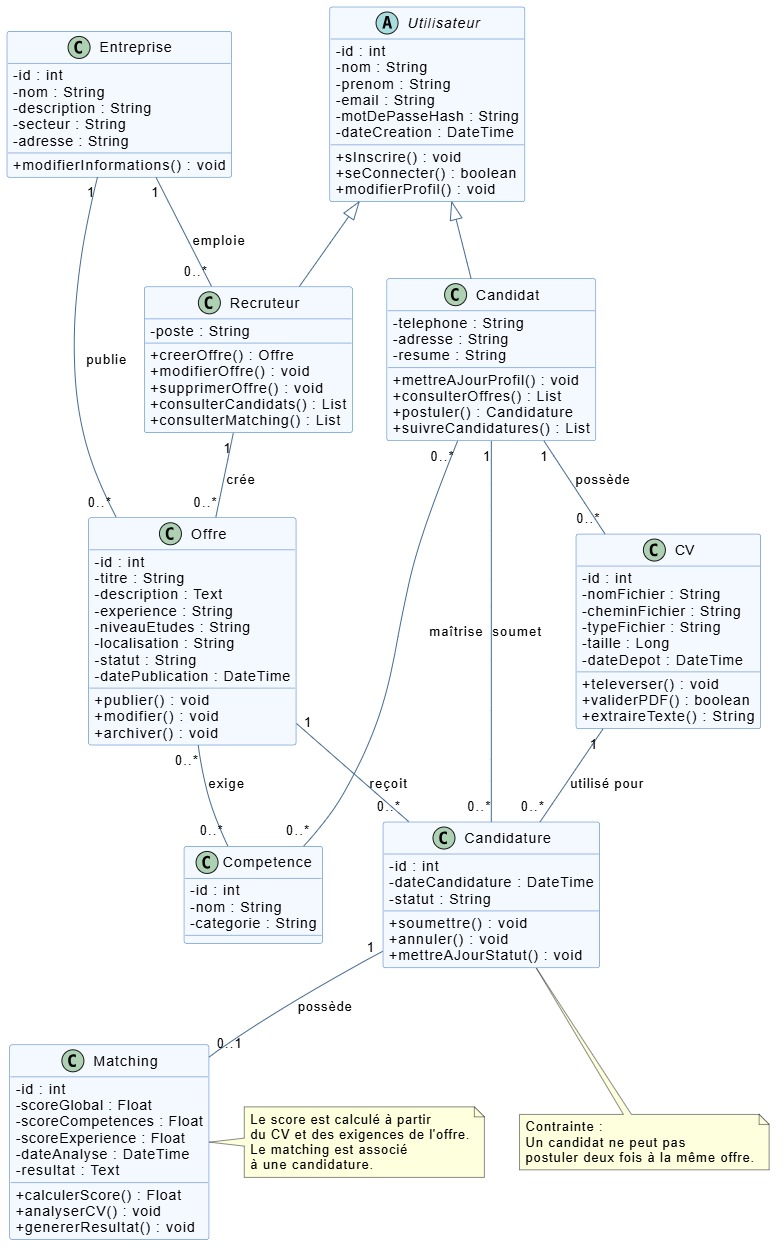 C Entreprise
-id : int
-nom : String
-description : String
-secteur : String
-adresse : String
+modifierInformations() : void
A Utilisateur
-id : int
-nom : String
-prenom : String
-email : String
-motDePasseHash : String
-dateCreation : DateTime
+sInscrire() : void
+seConnecter() : boolean
+modifierProfil() : void
1
1
emploie
0..*
publie
0..*
C Recruteur
-poste : String
+creerOffre() : Offre
+modifierOffre() : void
+supprimerOffre() : void
+consulterCandidats() : List
+consulterMatching() : List
C Candidat
-telephone : String
-adresse : String
-resume : String
+mettreAJourProfil() : void
+consulterOffres() : List
+postuler() : Candidature
+suivreCandidatures() : List
1
crée
0..*
0..*
1
1
possède
0..*
C Offre
-id : int
-titre : String
-description : Text
-experience : String
-niveauEtudes : String
-localisation : String
-statut : String
-datePublication : DateTime
+publier() : void
+modifier() : void
+archiver() : void
maîtrise
soumet
C CV
-id : int
-nomFichier : String
-cheminFichier : String
-typeFichier : String
-taille : Long
-dateDepot : DateTime
+televerser() : void
+validerPDF() : boolean
+extraireTexte() : String
1
0..*
exige
0..*
0..*
reçoit
0..*
0..*
1
utilisé pour
0..*
C Competence
-id : int
-nom : String
-categorie : String
C Candidature
-id : int
-dateCandidature : DateTime
-statut : String
+soumettre() : void
+annuler() : void
+mettreAJourStatut() : void
1
possède
0..1
C Matching
-id : int
-scoreGlobal : Float
-scoreCompetences : Float
-scoreExperience : Float
-dateAnalyse : DateTime
-resultat : Text
+calculerScore() : Float
+analyserCV() : void
+genererResultat() : void
Le score est calculé à partir
du CV et des exigences de l'offre.
Le matching est associé
à une candidature.
Contrainte :
Un candidat ne peut pas
postuler deux fois à la même offre.